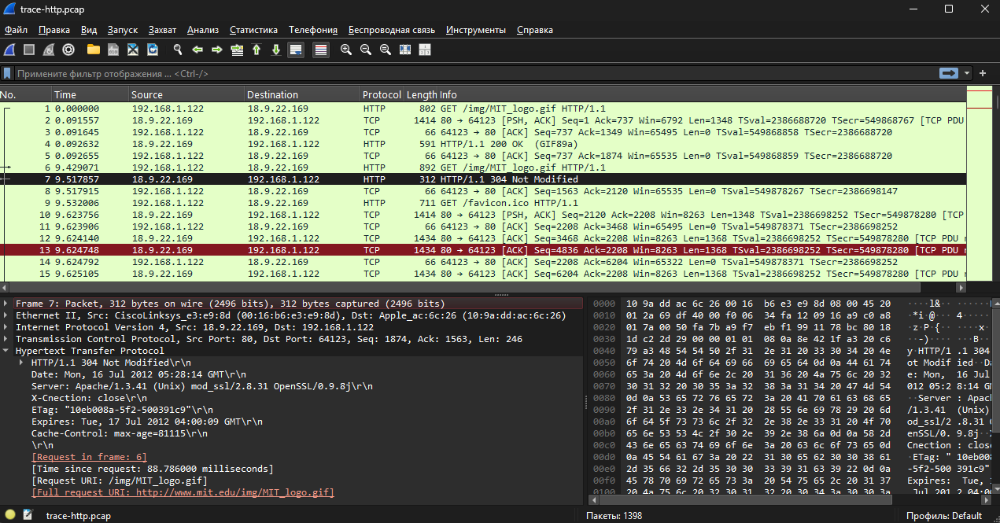 trace-http.pcap
Файл Правка Вид Запуск Захват Анализ Статистика Телефония Беспроводная связь Инструменты Справка
Примените фильтр отображения ... <Ctrl-/>
No. Time Source Destination Protocol Length Info
1 0.000000 192.168.1.122 18.9.22.169 HTTP 802 GET /img/MIT_logo.gif HTTP/1.1
2 0.091557 18.9.22.169 192.168.1.122 TCP 1414 80 → 64123 [PSH, ACK] Seq=1 Ack=737 Win=6792 Len=1348 TSval=2386688720 TSecr=549868767 [TCP PDU
3 0.091645 192.168.1.122 18.9.22.169 TCP 66 64123 → 80 [ACK] Seq=737 Ack=1349 Win=65495 Len=0 TSval=549868858 TSecr=2386688720
4 0.092632 18.9.22.169 192.168.1.122 HTTP 591 HTTP/1.1 200 OK (GIF89a)
5 0.092655 192.168.1.122 18.9.22.169 TCP 66 64123 → 80 [ACK] Seq=737 Ack=1874 Win=65535 Len=0 TSval=549868859 TSecr=2386688720
6 9.429071 192.168.1.122 18.9.22.169 HTTP 892 GET /img/MIT_logo.gif HTTP/1.1
7 9.517857 18.9.22.169 192.168.1.122 HTTP 312 HTTP/1.1 304 Not Modified
8 9.517915 192.168.1.122 18.9.22.169 TCP 66 64123 → 80 [ACK] Seq=1563 Ack=2120 Win=65535 Len=0 TSval=549878267 TSecr=2386698147
9 9.532006 192.168.1.122 18.9.22.169 HTTP 711 GET /favicon.ico HTTP/1.1
10 9.623756 18.9.22.169 192.168.1.122 TCP 1414 80 → 64123 [PSH, ACK] Seq=2120 Ack=2208 Win=8263 Len=1348 TSval=2386698252 TSecr=549878280 [TCP
11 9.623906 192.168.1.122 18.9.22.169 TCP 66 64123 → 80 [ACK] Seq=2208 Ack=3468 Win=65495 Len=0 TSval=549878371 TSecr=2386698252
12 9.624140 18.9.22.169 192.168.1.122 TCP 1434 80 → 64123 [ACK] Seq=3468 Ack=2208 Win=8263 Len=1368 TSval=2386698252 TSecr=549878280 [TCP PDU
13 9.624748 18.9.22.169 192.168.1.122 TCP 1434 80 → 64123 [ACK] Seq=4836 Ack=2208 Win=8263 Len=1368 TSval=2386698252 TSecr=549878280 [TCP PDU
14 9.624792 192.168.1.122 18.9.22.169 TCP 66 64123 → 80 [ACK] Seq=2208 Ack=6204 Win=65322 Len=0 TSval=549878371 TSecr=2386698252
15 9.625105 18.9.22.169 192.168.1.122 TCP 1434 80 → 64123 [ACK] Seq=6204 Ack=2208 Win=8263 Len=1368 TSval=2386698252 TSecr=549878280 [TCP PDU
Frame 7: Packet, 312 bytes on wire (2496 bits), 312 bytes captured (2496 bits)
Ethernet II, Src: CiscoLinksys_e3:e9:8d (00:16:b6:e3:e9:8d), Dst: Apple_ac:6c:26 (10:9a:dd:ac:6c:26)
Internet Protocol Version 4, Src: 18.9.22.169, Dst: 192.168.1.122
Transmission Control Protocol, Src Port: 80, Dst Port: 64123, Seq: 1874, Ack: 1563, Len: 246
Hypertext Transfer Protocol
HTTP/1.1 304 Not Modified\r\n
Date: Mon, 16 Jul 2012 05:28:14 GMT\r\n
Server: Apache/1.3.41 (Unix) mod_ssl/2.8.31 OpenSSL/0.9.8j\r\n
X-Cnection: close\r\n
ETag: "10eb008a-5f2-500391c9"\r\n
Expires: Tue, 17 Jul 2012 04:00:09 GMT\r\n
Cache-Control: max-age=81115\r\n
\r\n
[Request in frame: 6]
[Time since request: 88.786000 milliseconds]
[Request URI: /img/MIT_logo.gif]
[Full request URI: http://www.mit.edu/img/MIT_logo.gif]
0000 10 9a dd ac 6c 26 00 16 b6 e3 e9 8d 08 00 45 20 ····l&·· ······E
0010 01 2a 69 df 40 00 f0 06 34 fa 12 09 16 a9 c0 a8 ·*i·@··· 4·······
0020 01 7a 00 50 fa 7b a9 f7 eb f1 99 11 78 bc 80 18 ·z·P·{·· ····x···
0030 1d c2 2d 29 00 00 01 01 08 0a 8e 42 1f a3 20 c6 ··-)···· ···B·· ·
0040 79 a3 48 54 54 50 2f 31 2e 31 20 33 30 34 20 4e y·HTTP/1 .1 304
0050 6f 74 20 4d 6f 64 69 66 69 65 64 0d 0a 44 61 74 ot Modif ied··Da
0060 65 3a 20 4d 6f 6e 2c 20 31 36 20 4a 75 6c 20 32 e: Mon, 16 Jul
0070 30 31 32 20 30 35 3a 32 38 3a 31 34 20 47 4d 54 012 05:2 8:14 G
0080 0d 0a 53 65 72 76 65 72 3a 20 41 70 61 63 68 65 ··Server : Apac
0090 2f 31 2e 33 2e 34 31 20 28 55 6e 69 78 29 20 6d /1.3.41 (Unix)
00a0 6f 64 5f 73 73 6c 2f 32 2e 38 2e 33 31 20 4f 70 od_ssl/2 .8.31 O
00b0 65 6e 53 53 4c 2f 30 2e 39 2e 38 6a 0d 0a 58 2d enSSL/0. 9.8j··X
00c0 43 6e 65 63 74 69 6f 6e 3a 20 63 6c 6f 73 65 0d Cnection : close
00d0 0a 45 54 61 67 3a 20 22 31 30 65 62 30 30 38 61 ·ETag: " 10eb008
00e0 2d 35 66 32 2d 35 30 30 33 39 31 63 39 22 0d 0a -5f2-500 391c9"
00f0 45 78 70 69 72 65 73 3a 20 54 75 65 2c 20 31 37 Expires: Tue,
0100 20 4a 75 6c 20 32 30 31 32 20 30 34 3a 30 30 3a Jul 201 2 04:0
trace-http.pcap Пакеты: 1398 Профиль: Default